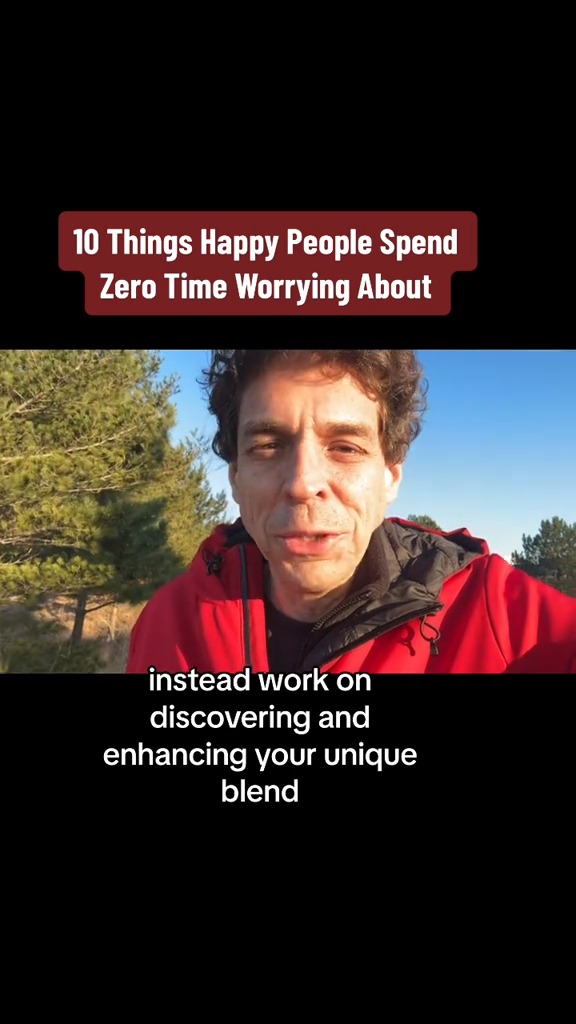 10 Things Happy People Spend
Zero Time Worrying About
instead work on
discovering and
enhancing your unique
blend